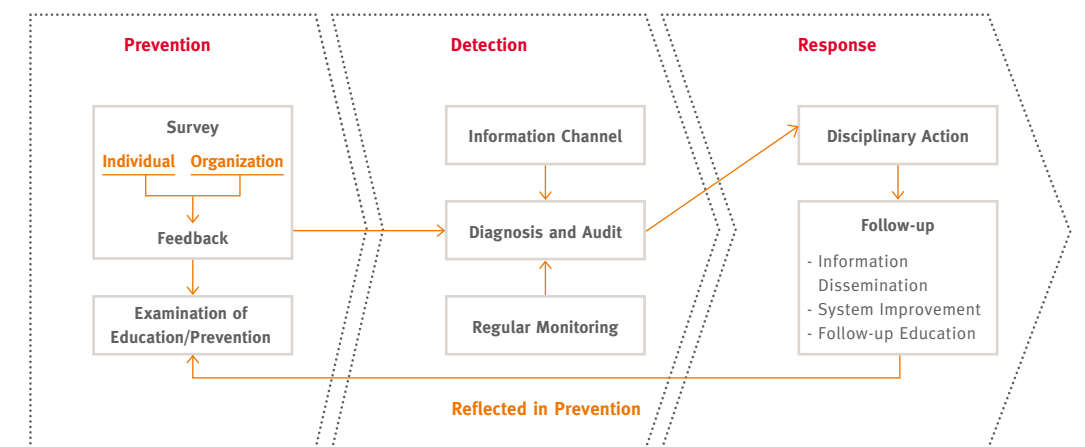 Prevention
Survey
Individual Organization
Feedback
Examination of
Education/Prevention
Detection
Information Channel
Diagnosis and Audit
Regular Monitoring
Response
Disciplinary Action
Follow-up
- Information
Dissemination
- System Improvement
- Follow-up Education
Reflected in Prevention